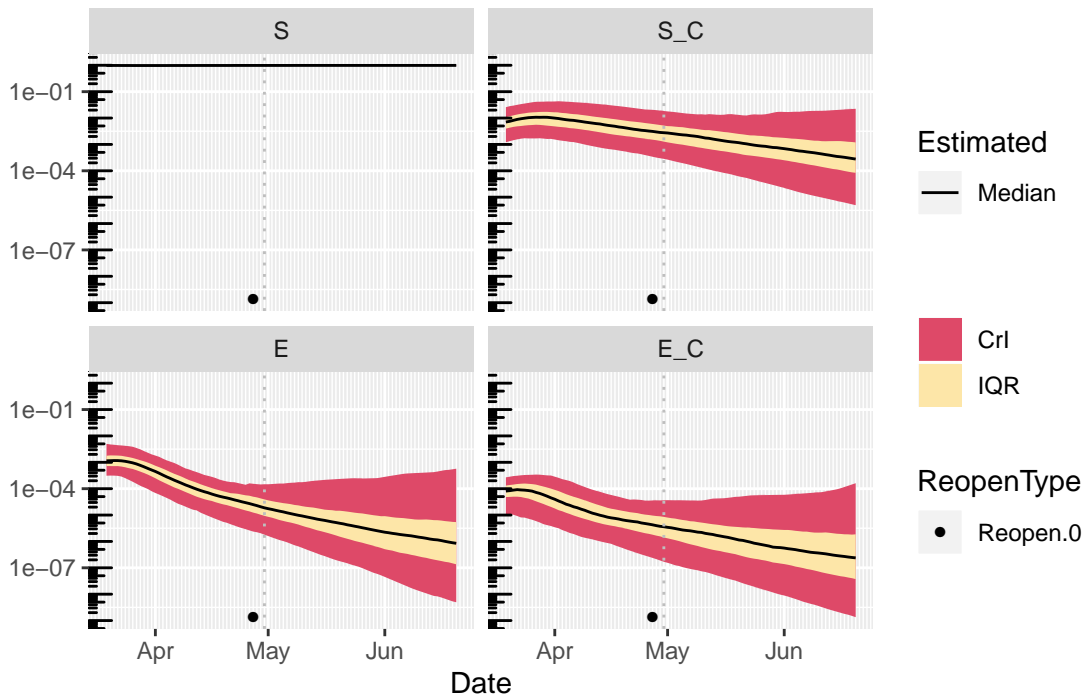 S
S_C
1e−01
1e−04
1e−07
E
E_C
1e−01
1e−04
1e−07
Apr
May
Jun
Apr
May
Jun
Date
Estimated
Median
CrI
IQR
ReopenType
Reopen.0